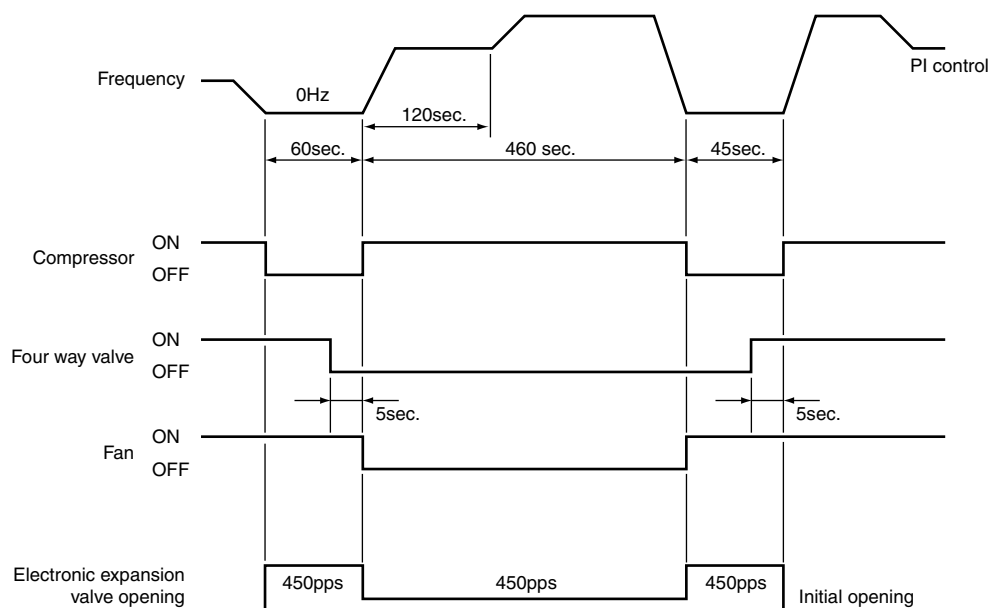 PI control
Frequency
0Hz
120sec.
60sec.
460 sec.
45sec.
ON
Compressor
OFF
ON
Four way valve
OFF
5sec.
5sec.
ON
Fan
OFF
Electronic expansion
valve opening
450pps
450pps
450pps
Initial opening